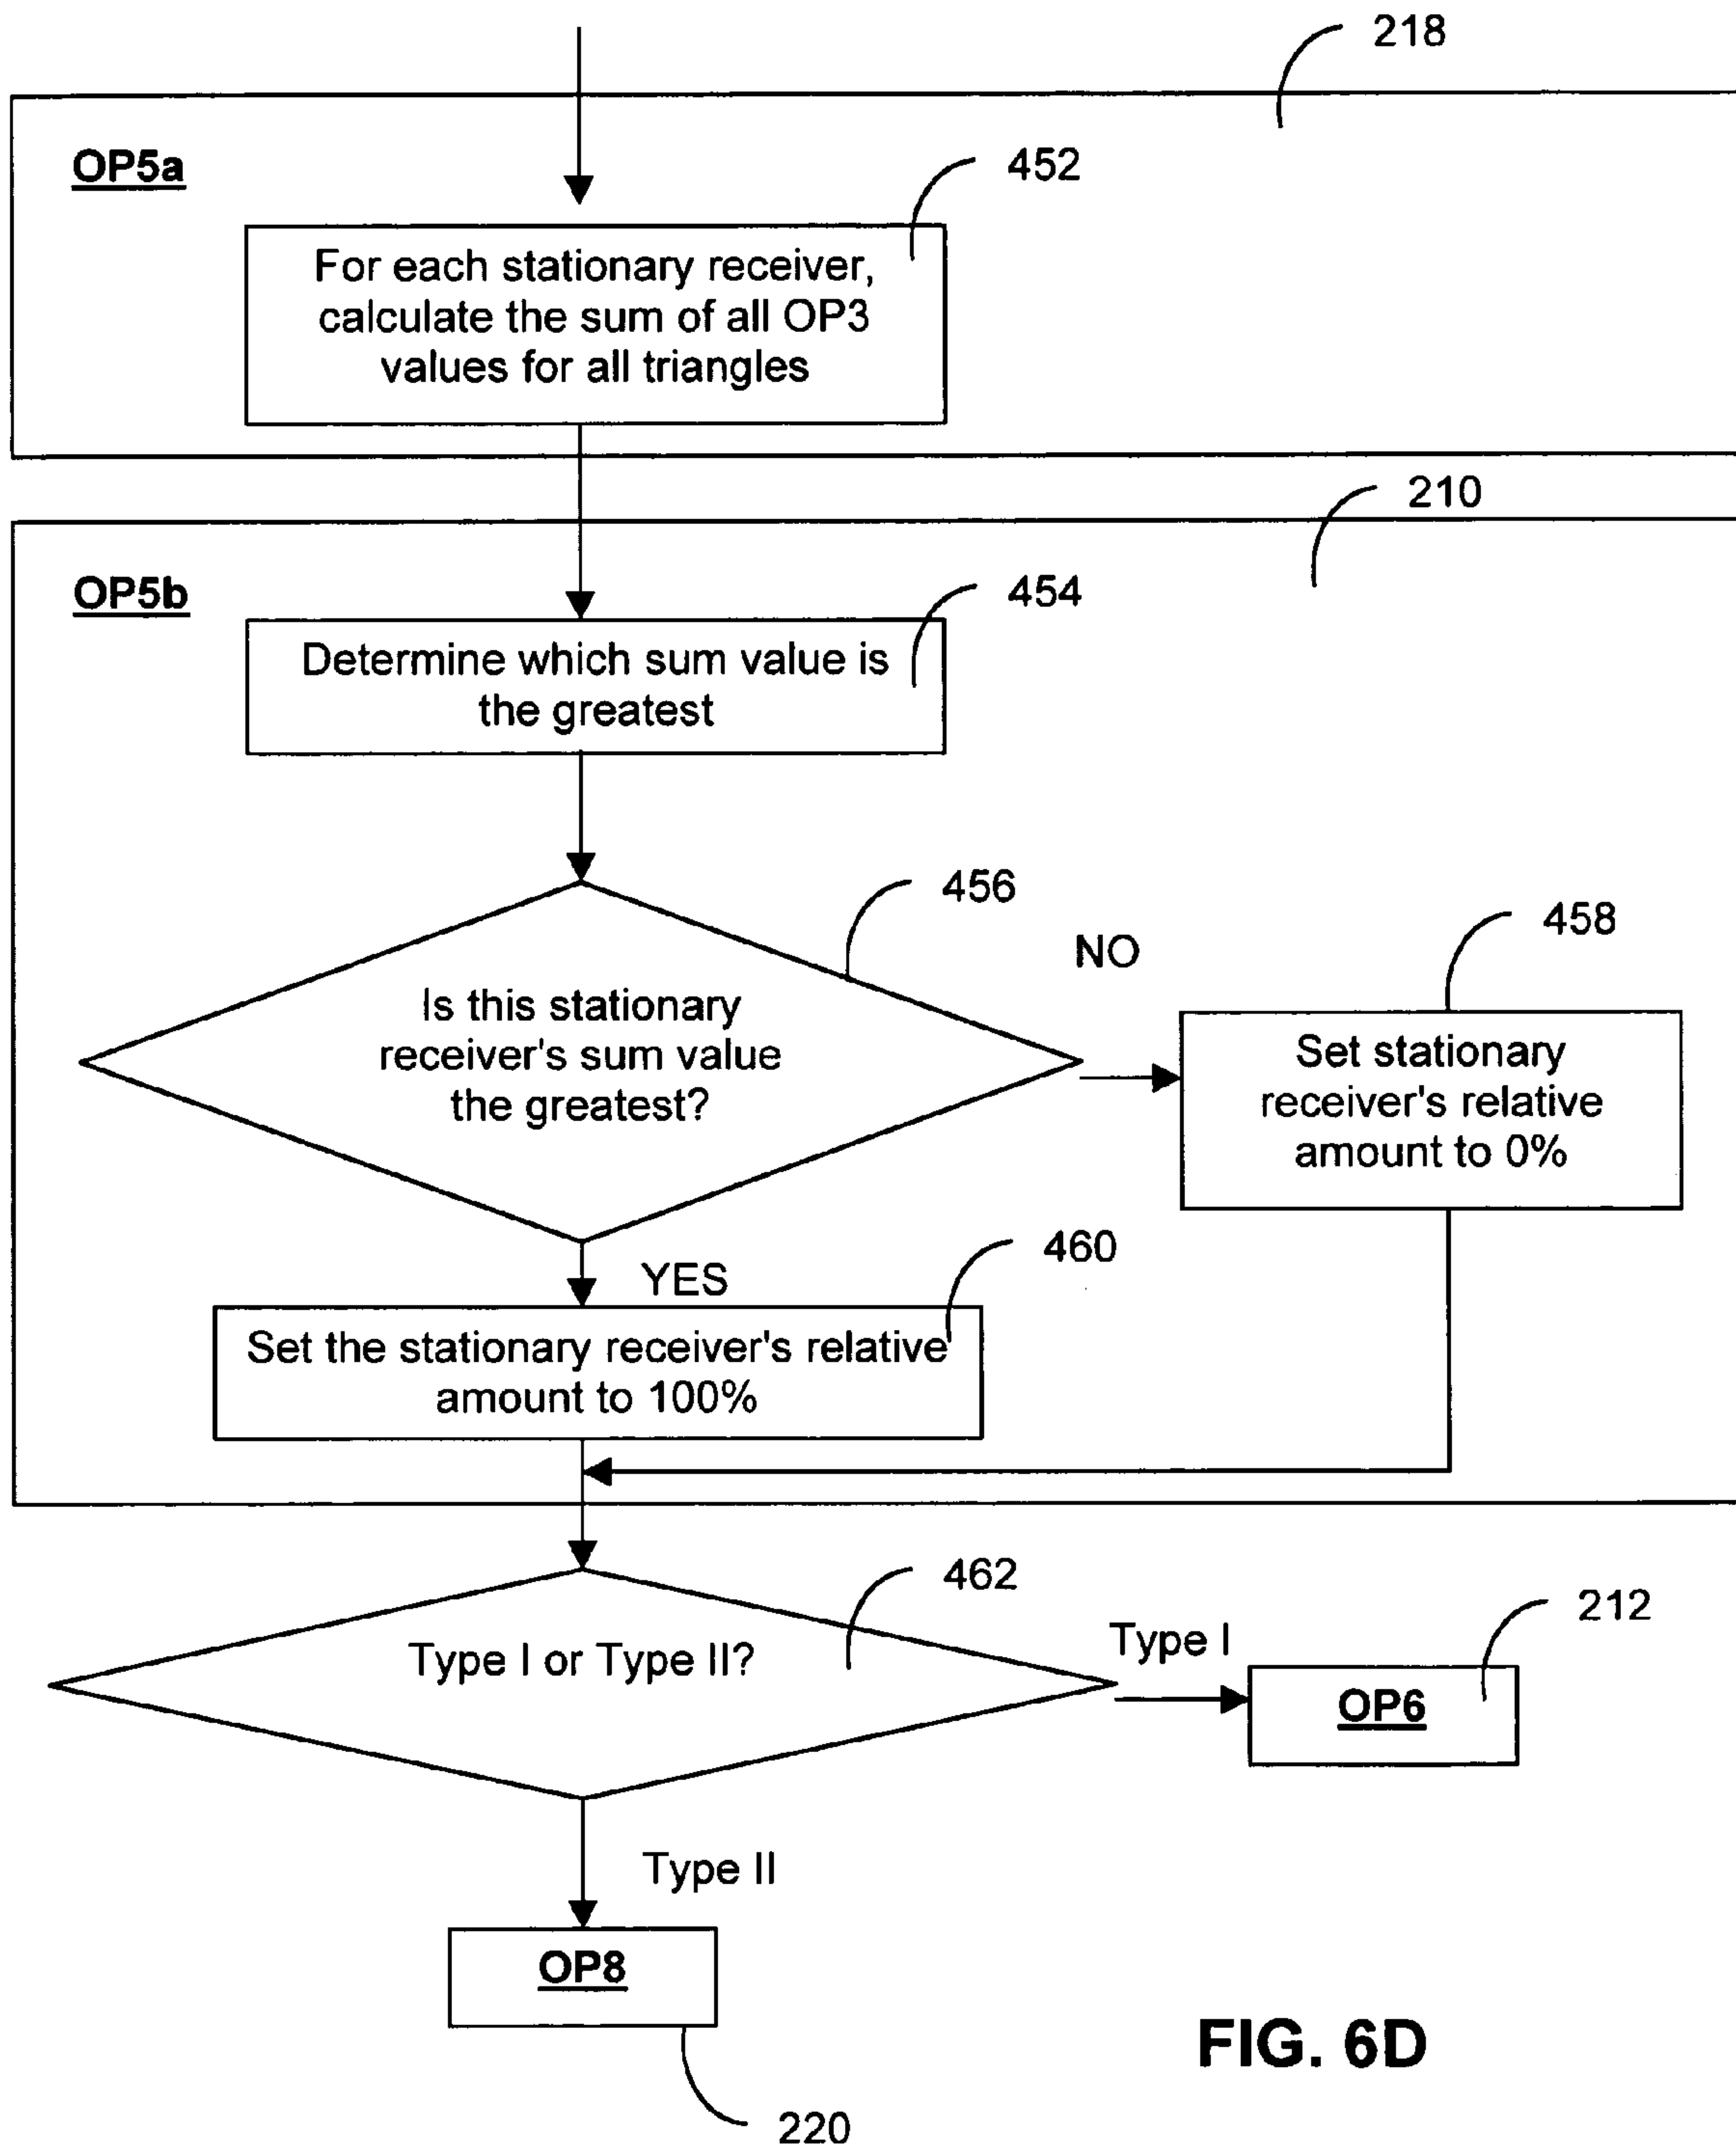 218
OP5a
452
For each stationary receiver,
calculate the sum of all OP3
values for all triangles
210
OP5b
454
Determine which sum value is
the greatest
456
458
NO
Is this stationary
receiver's sum value
the greatest?
Set stationary
receiver's relative
amount to 0%
460
YES
Set the stationary receiver's relative
amount to 100%
462
212
Type I
Type I or Type II?
OP6
Type II
OP8
FIG. 6D
220